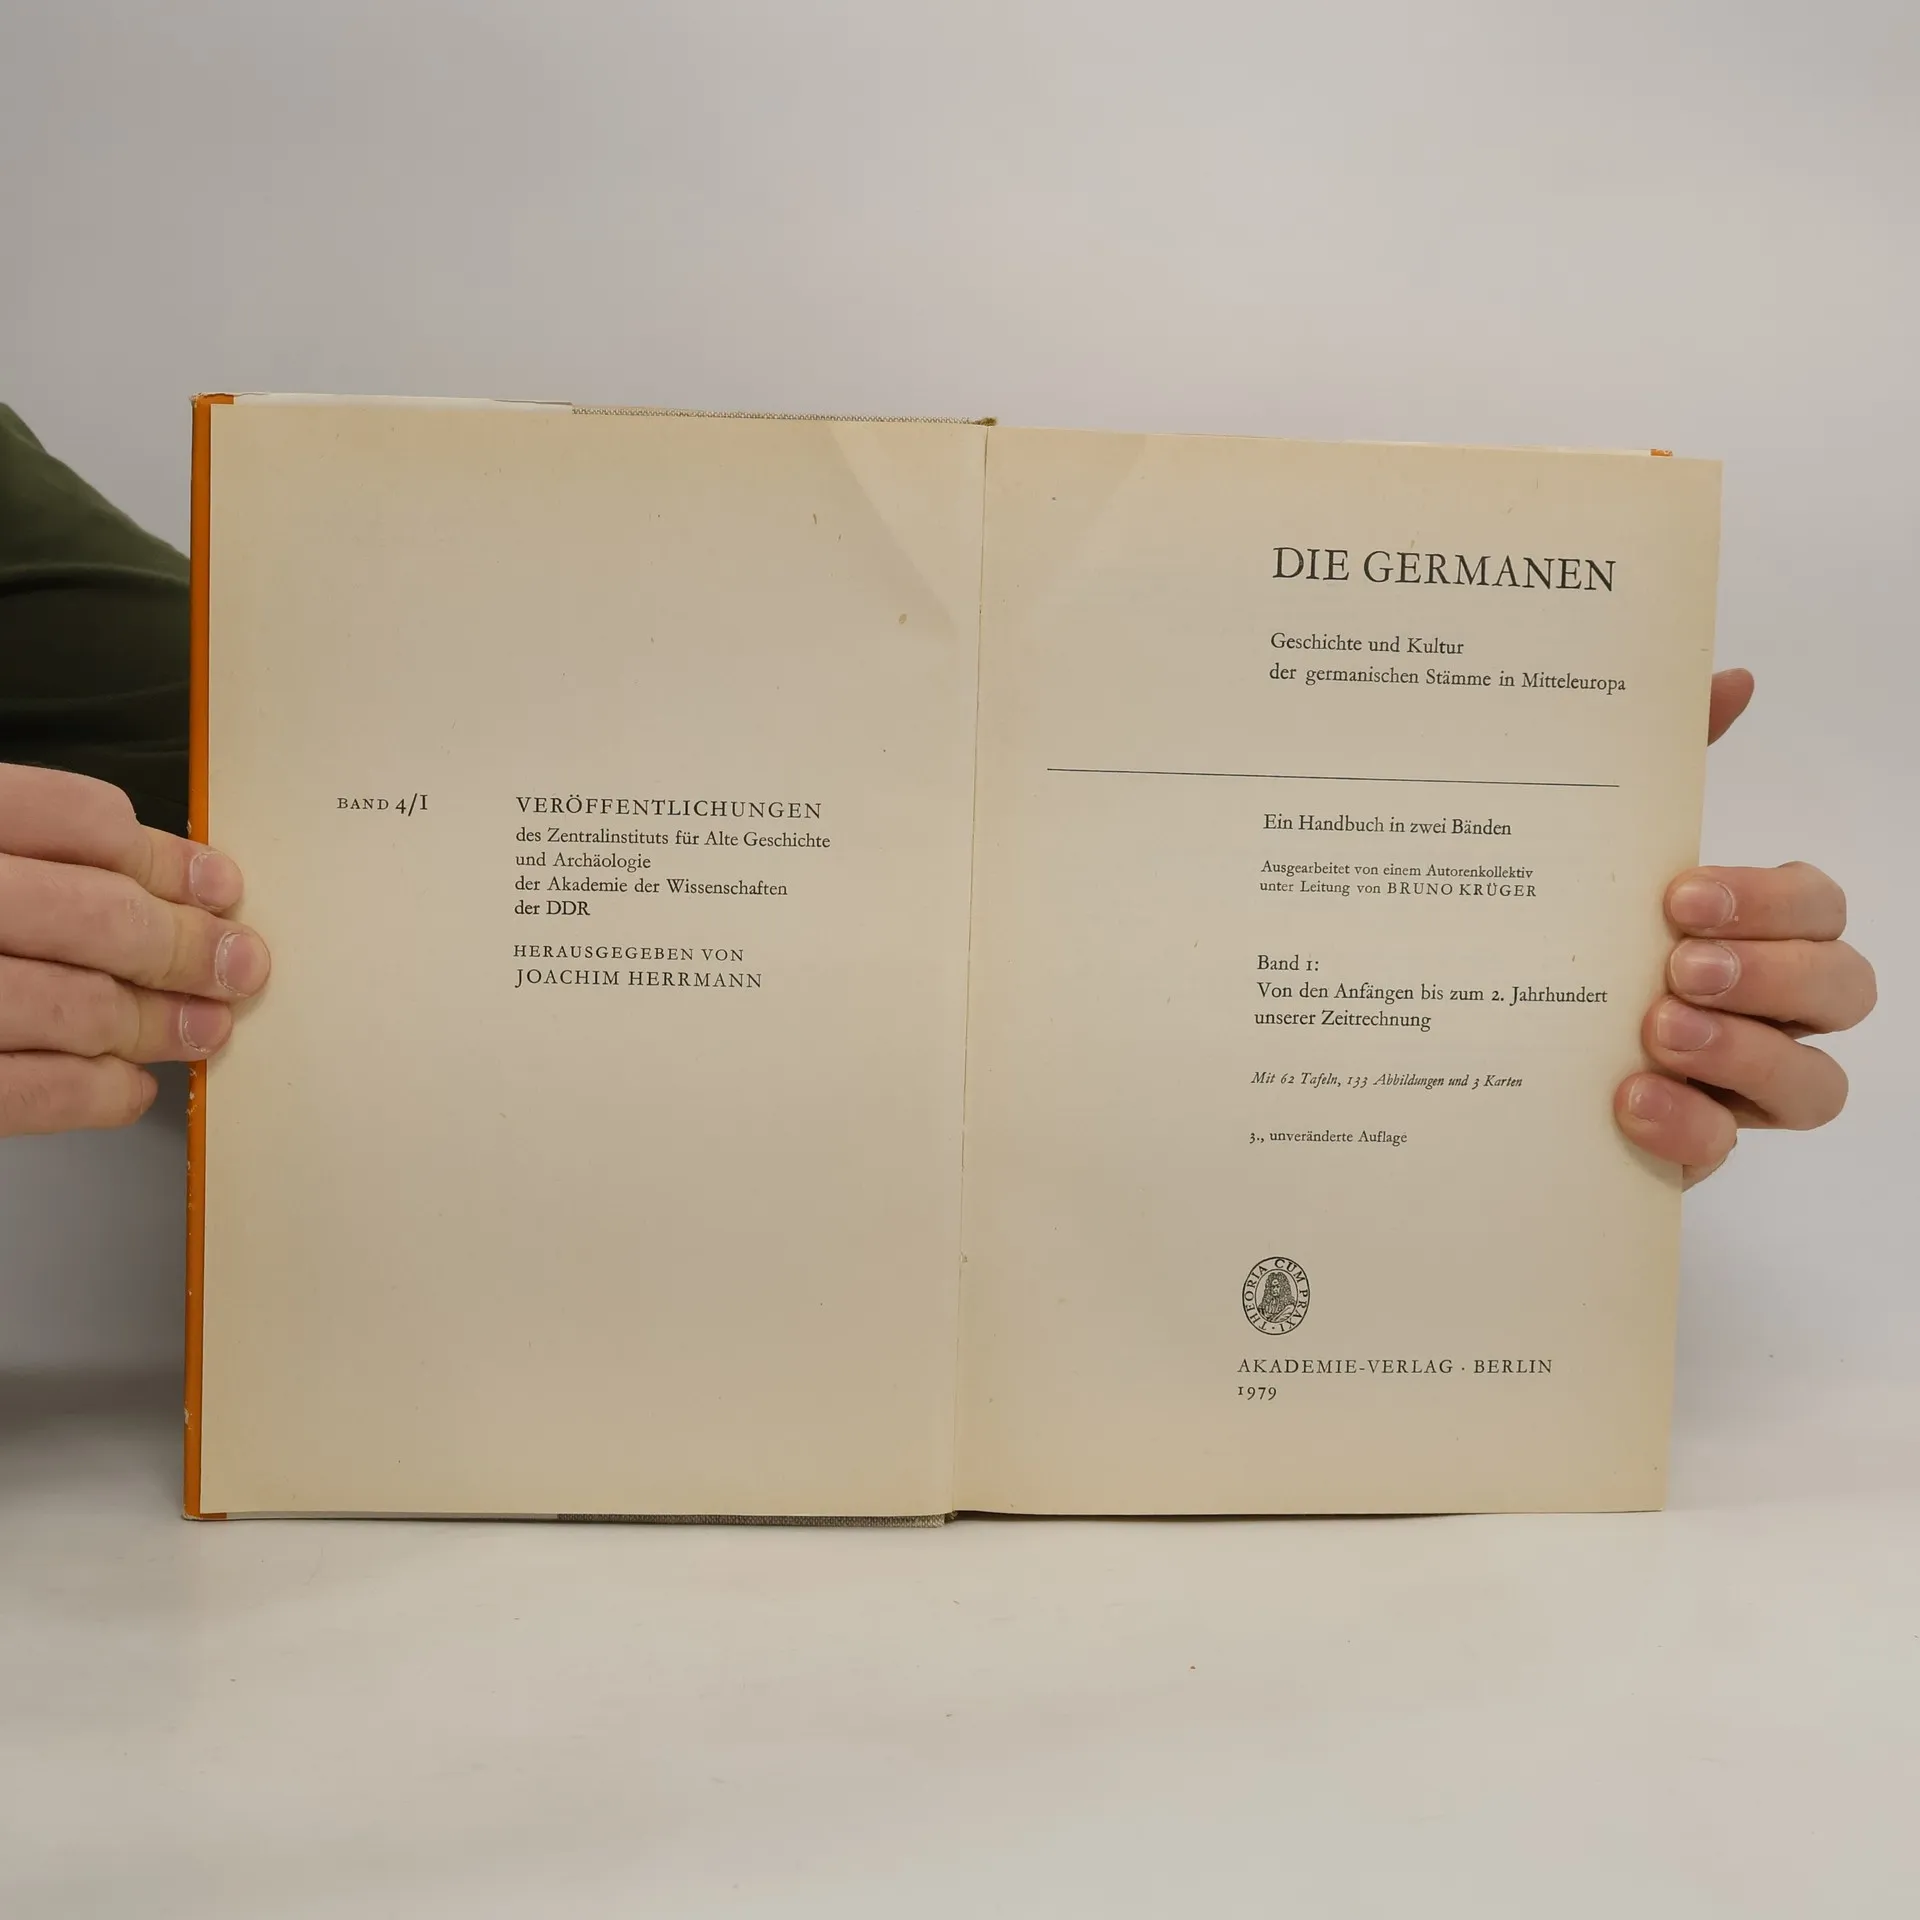 BAND 4/I
VERÖFFENTLICHUNGEN
des Zentralinstituts für Alte Geschichte
und Archäologie
der Akademie der Wissenschaften
der DDR
HERAUSGEGEBEN VON
JOACHIM HERRMANN
DIE GERMANEN
Geschichte und Kultur
der germanischen Stämme in Mitteleuropa
Ein Handbuch in zwei Bänden
Ausgearbeitet von einem Autorenkollektiv
unter Leitung von BRUNO KRÜGER
Band 1:
Von den Anfängen bis zum 2. Jahrhundert
unserer Zeitrechnung
Mit 62 Tafeln, 133 Abbildungen und 3 Karten
3., unveränderte Auflage
THEORIA CUM PRAXI ·
AKADEMIE-VERLAG · BERLIN
1979